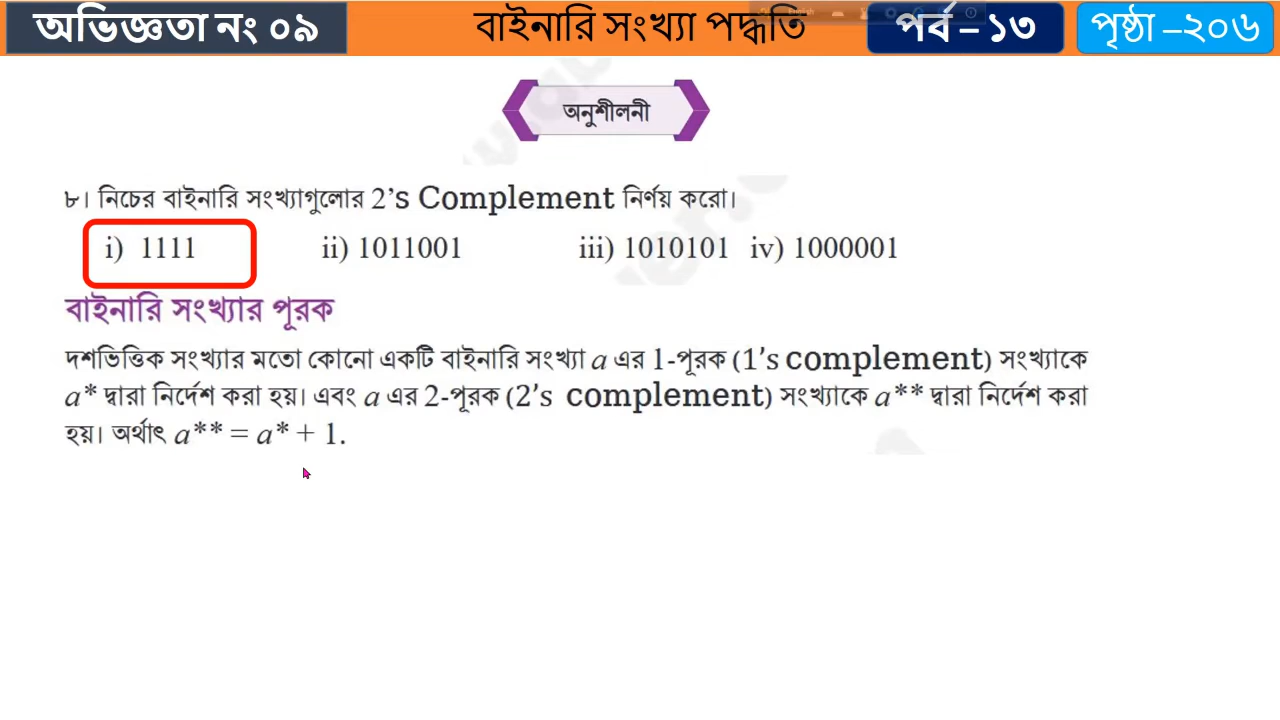 অভিজ্ঞতা নং ০৯ বাইনারি সংখ্যা পদ্ধতি পর্ব – ১৩ পৃষ্ঠা –২০৬
অনুশীলনী
৮। নিচের বাইনারি সংখ্যাগুলোর 2’s Complement নির্ণয় করো।
i) 1111 ii) 1011001 iii) 1010101 iv) 1000001
বাইনারি সংখ্যার পূরক
দশভিত্তিক সংখ্যার মতো কোনো একটি বাইনারি সংখ্যা a এর 1-পূরক (1’s complement) সংখ্যাকে
a* দ্বারা নির্দেশ করা হয়। এবং a এর 2-পূরক (2’s complement) সংখ্যাকে a** দ্বারা নির্দেশ করা
হয়। অর্থাৎ a** = a* + 1.